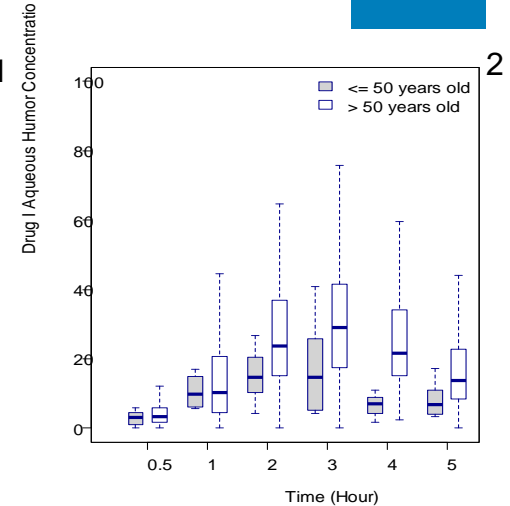 2
Drug I Aqueous Humor Concentratio
100
80
60
40
20
0
<= 50 years old
> 50 years old
0.5 1 2 3 4 5
Time (Hour)